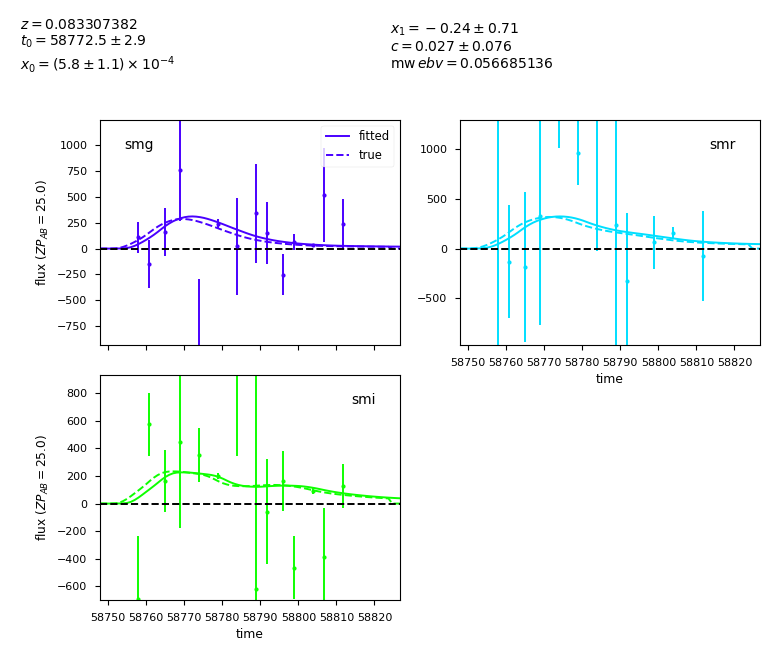 z = 0.083307382
t₀ = 58772.5 ± 2.9
x₀ = (5.8 ± 1.1) × 10⁻⁴
x₁ = −0.24 ± 0.71
c = 0.027 ± 0.076
mw ebv = 0.056685136
smg
fitted
true
1000
750
500
250
0
−250
−500
−750
flux (ZP_AB = 25.0)
smr
1000
500
0
−500
58750 58760 58770 58780 58790 58800 58810 58820
time
smi
800
600
400
200
0
−200
−400
−600
flux (ZP_AB = 25.0)
58750 58760 58770 58780 58790 58800 58810 58820
time